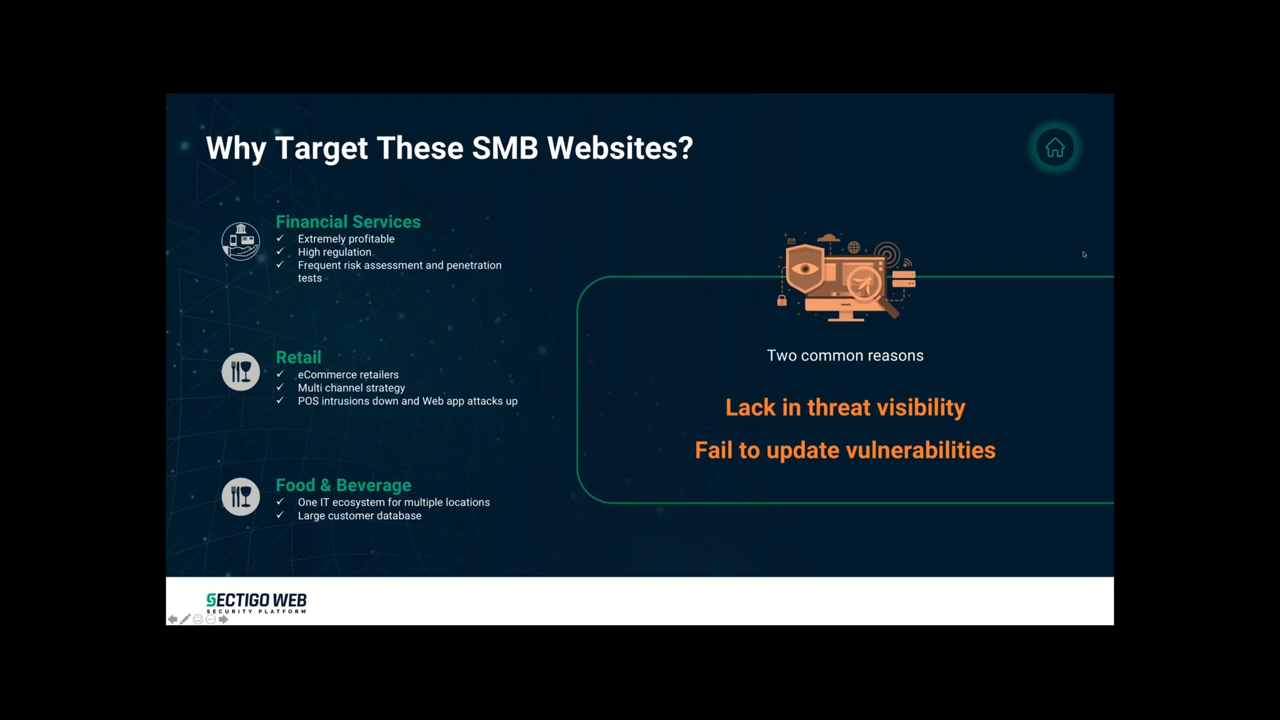 Why Target These SMB Websites?
Financial Services
✓ Extremely profitable
✓ High regulation
✓ Frequent risk assessment and penetration
tests
Retail
✓ eCommerce retailers
✓ Multi channel strategy
✓ POS intrusions down and Web app attacks up
Food & Beverage
✓ One IT ecosystem for multiple locations
✓ Large customer database
Two common reasons
Lack in threat visibility
Fail to update vulnerabilities
SECTIGO WEB
SECURITY PLATFORM